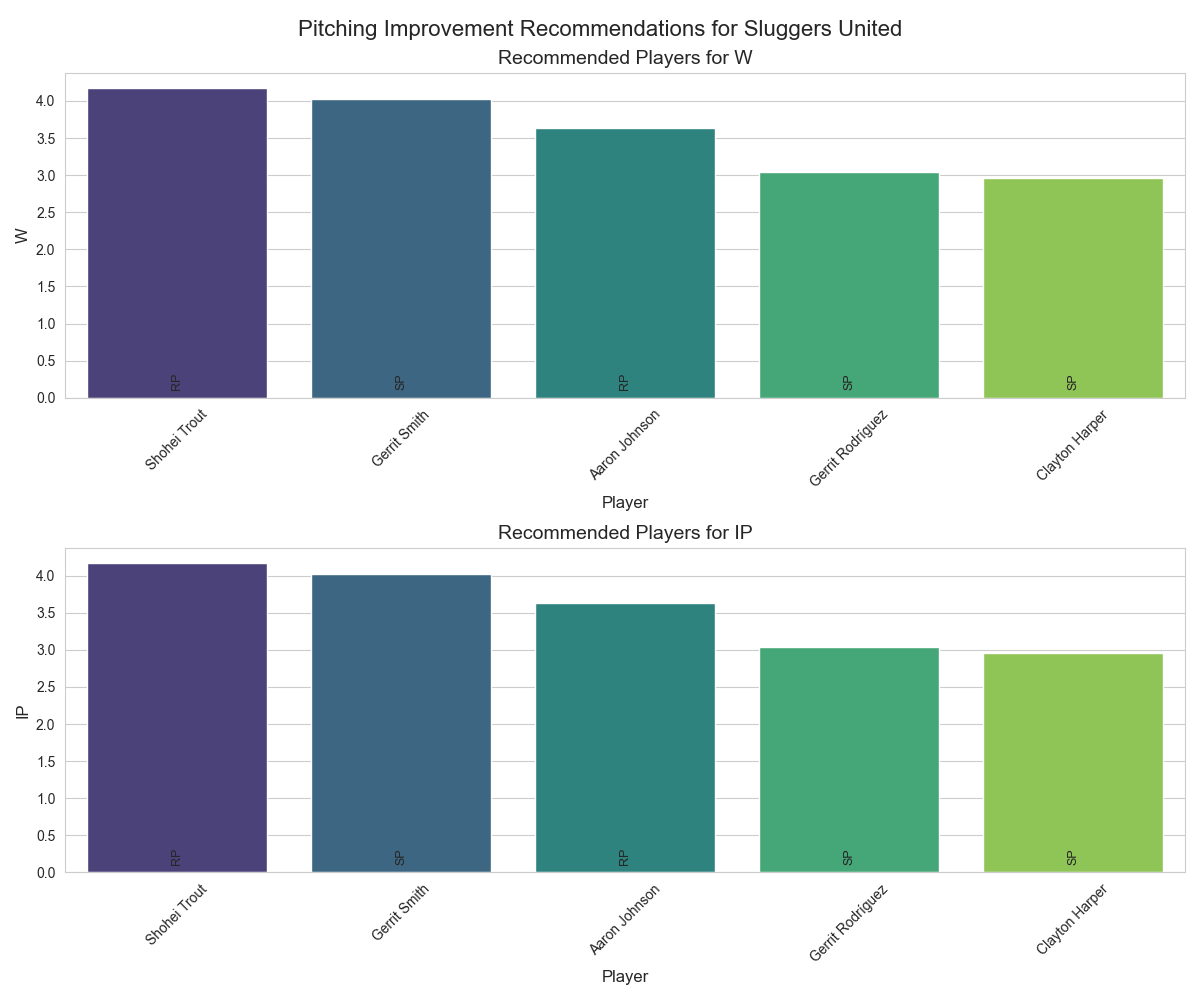 Pitching Improvement Recommendations for Sluggers United
Recommended Players for W
W
4.0
3.5
3.0
2.5
2.0
1.5
1.0
0.5
0.0
RP
SP
RP
SP
SP
Shohei Trout
Gerrit Smith
Aaron Johnson
Gerrit Rodríguez
Clayton Harper
Player
Recommended Players for IP
IP
4.0
3.5
3.0
2.5
2.0
1.5
1.0
0.5
0.0
RP
SP
RP
SP
SP
Shohei Trout
Gerrit Smith
Aaron Johnson
Gerrit Rodríguez
Clayton Harper
Player